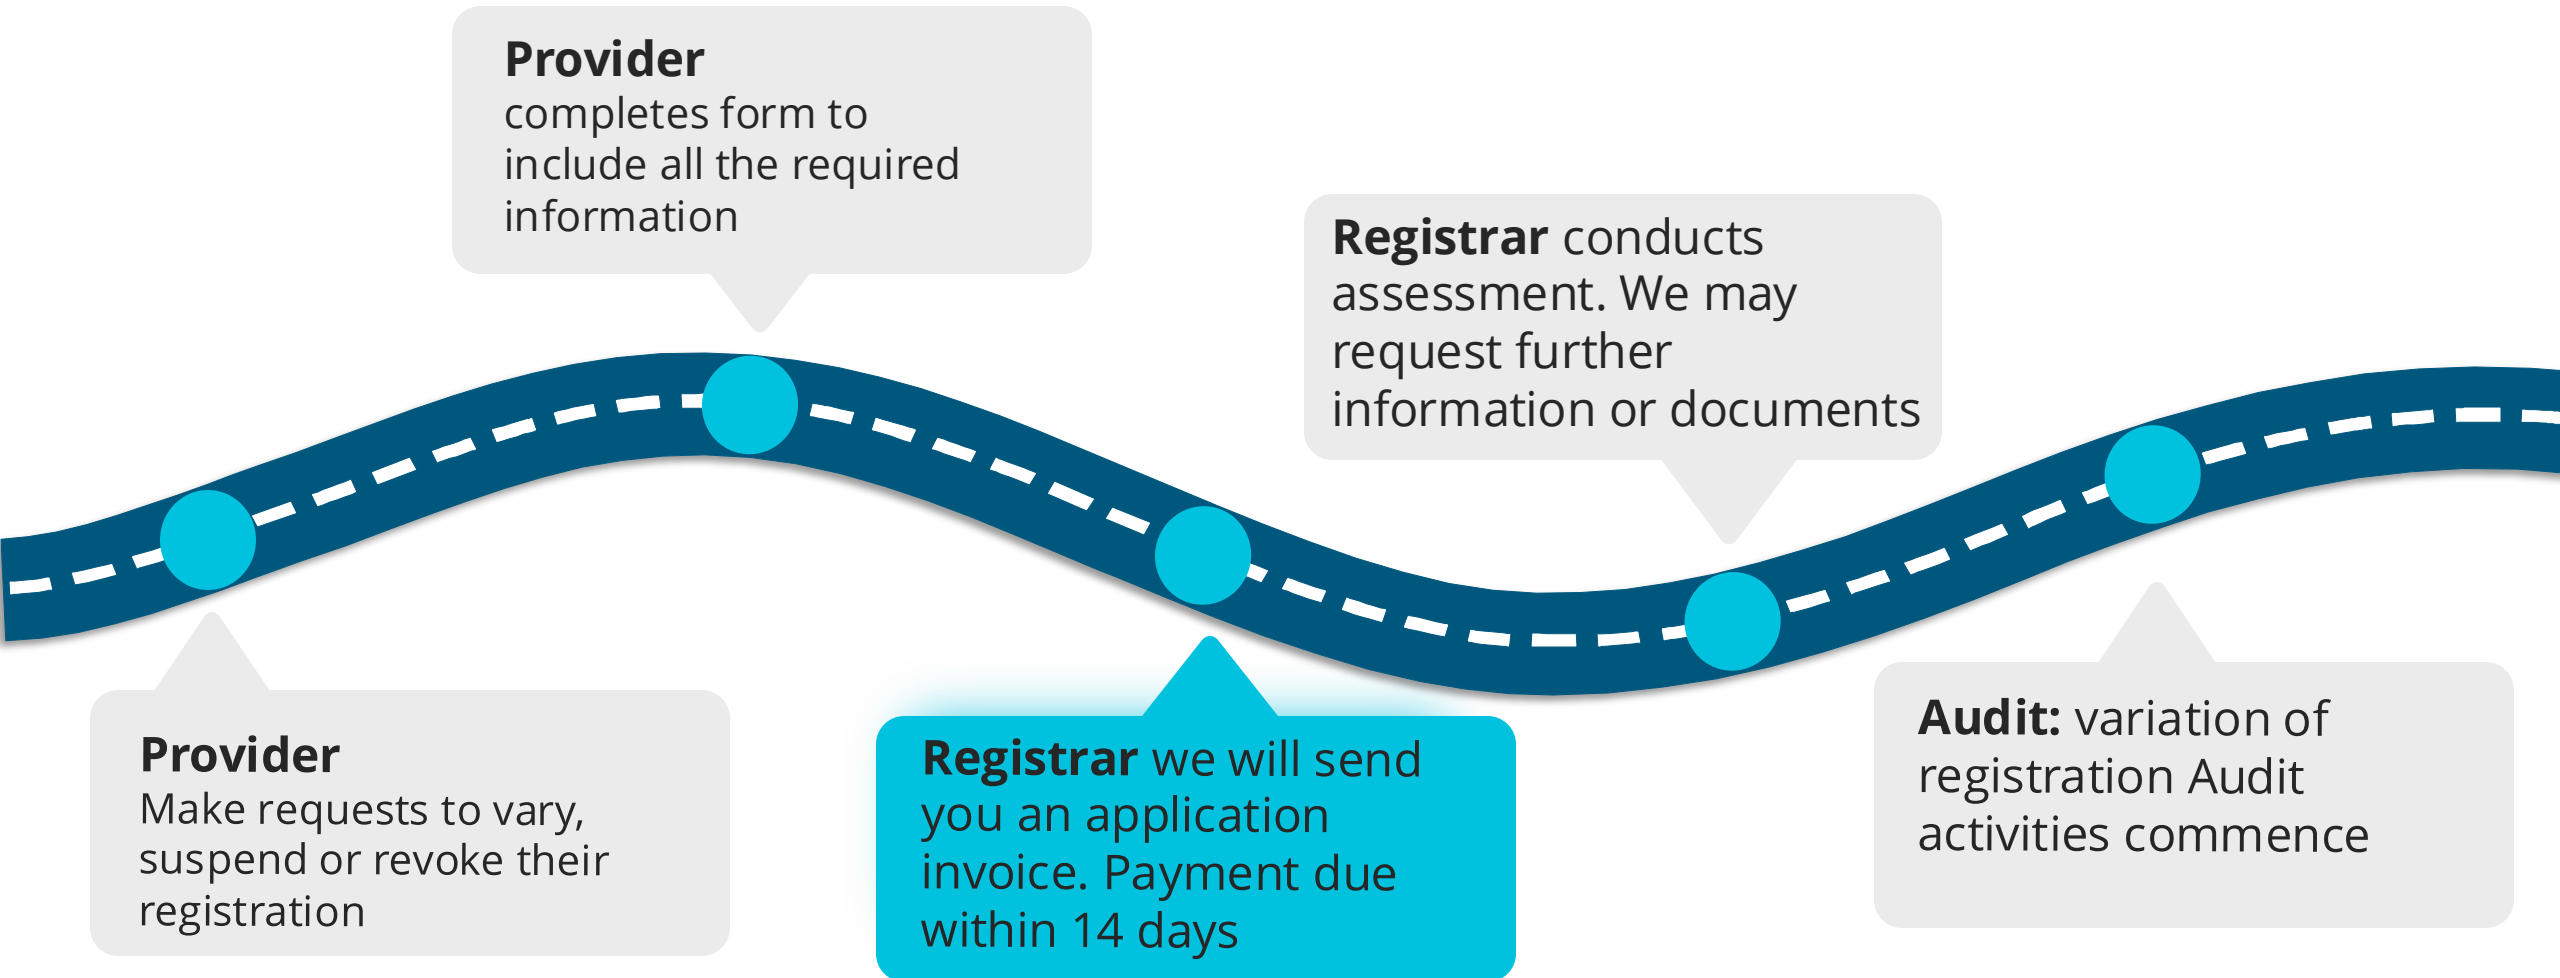 Provider
completes form to
include all the required
information
Registrar conducts
assessment. We may
request further
information or documents
Provider
Make requests to vary,
suspend or revoke their
registration
Registrar we will send
you an application
invoice. Payment due
within 14 days
Audit: variation of
registration Audit
activities commence